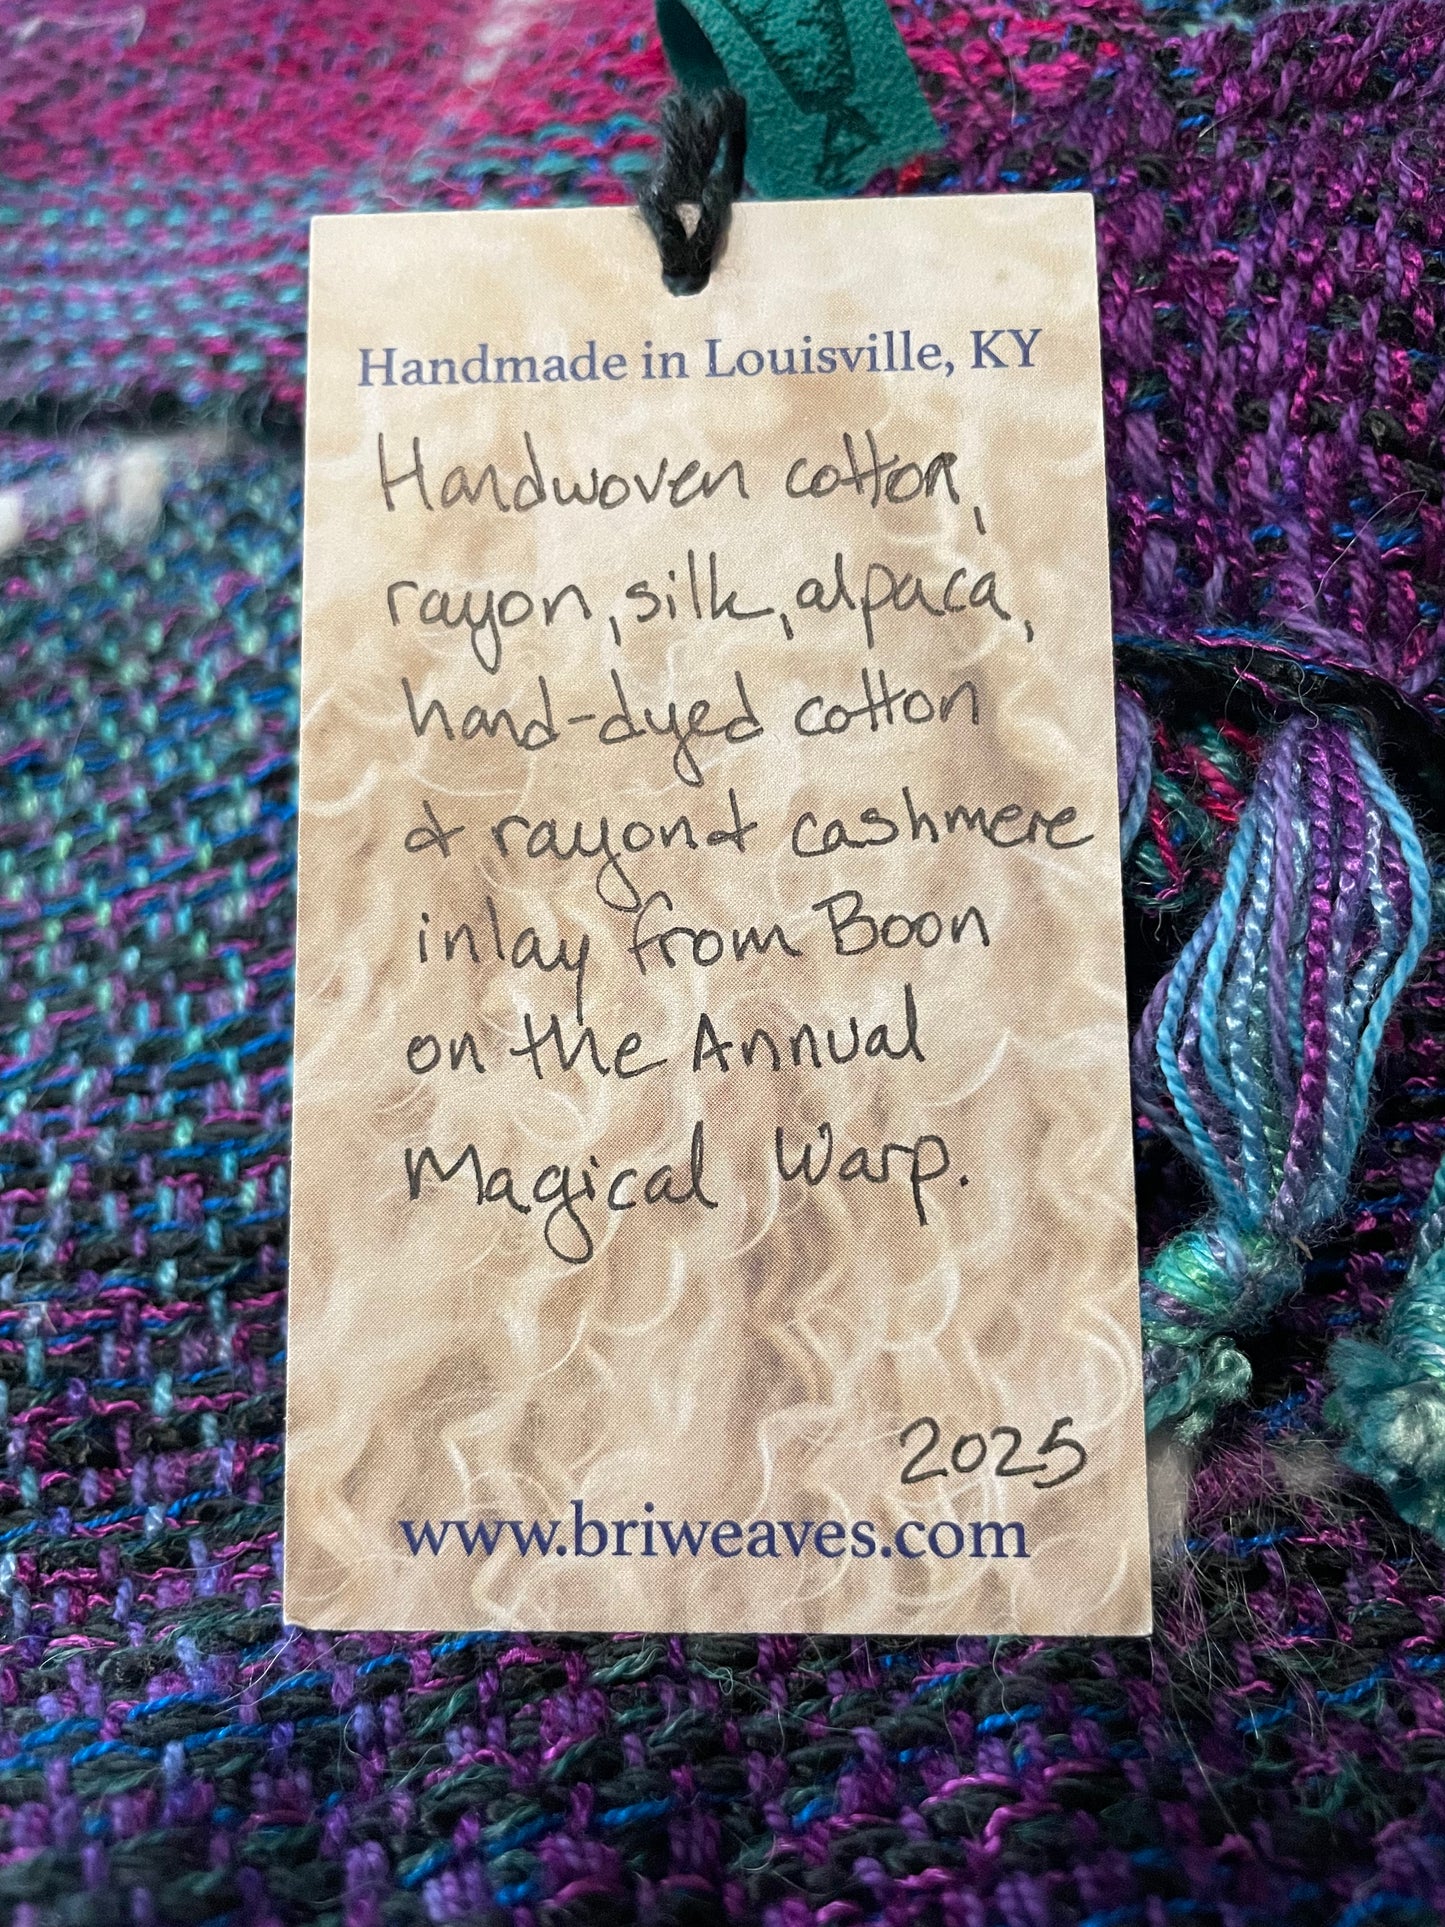 Handmade in Louisville, KY
Handwoven cotton,
rayon, silk, alpaca,
hand-dyed cotton
& rayon & cashmere
inlay from Boon
on the Annual
Magical Warp.
2025
www.briweaves.com